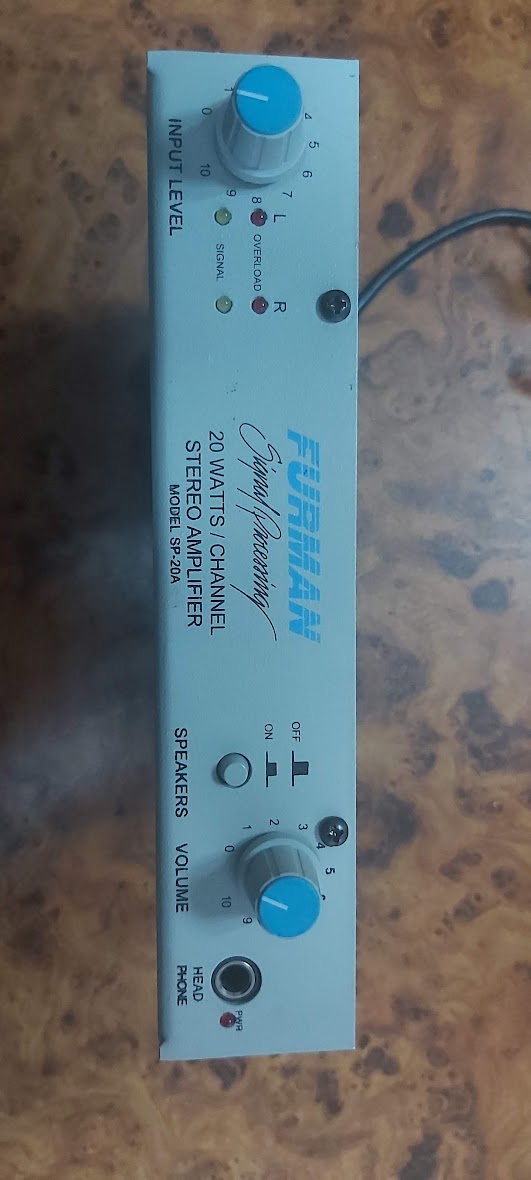 0 1 4 5 6 7 8 9 10
INPUT LEVEL
L OVERLOAD R
SIGNAL
FURMAN
Signal Processing
20 WATTS / CHANNEL
STEREO AMPLIFIER
MODEL SP-20A
OFF
ON
SPEAKERS
0 1 2 3 4 5 6 9 10
VOLUME
HEAD
PHONE
PWR